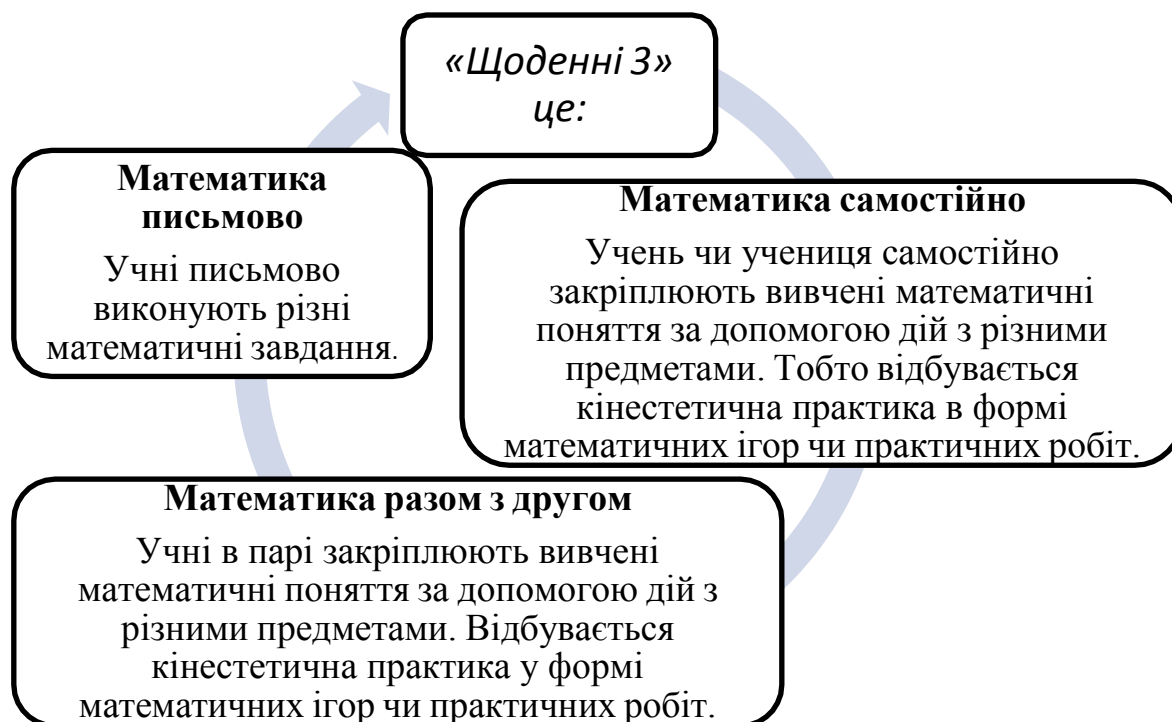 «Щоденні 3»
це:
Математика самостійно
Учень чи учениця самостійно
закріплюють вивчені математичні
поняття за допомогою дій з різними
предметами. Тобто відбувається
кінестетична практика в формі
математичних ігор чи практичних робіт.
Математика разом з другом
Учні в парі закріплюють вивчені
математичні поняття за допомогою дій з
різними предметами. Відбувається
кінестетична практика у формі
математичних ігор чи практичних робіт.
Математика
письмово
Учні письмово
виконують різні
математичні завдання.